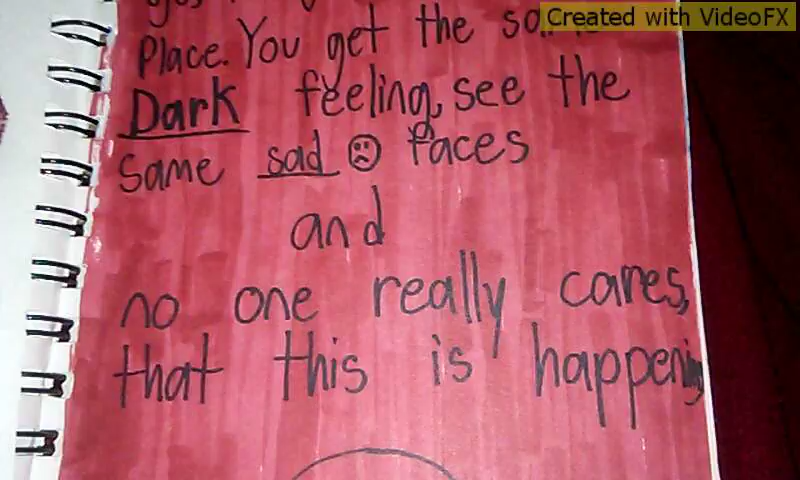 Created with VideoFX
Place. You get the
Dark feeling, see the
same sad faces
and
no one really cares,
that this is happening